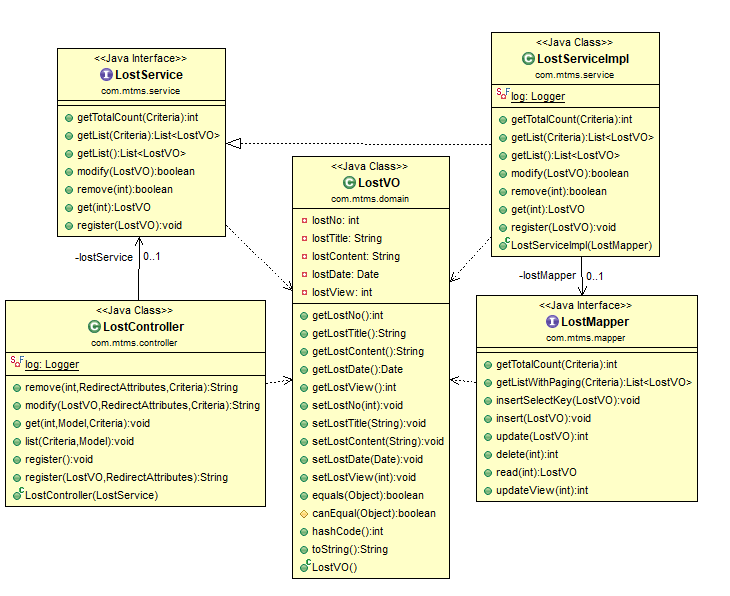 <<Java Interface>>
LostService
com.mtms.service
getTotalCount(Criteria):int
getList(Criteria):List<LostVO>
getList():List<LostVO>
modify(LostVO):boolean
remove(int):boolean
get(int):LostVO
register(LostVO):void
<<Java Class>>
LostServiceImpl
com.mtms.service
log: Logger
getTotalCount(Criteria):int
getList(Criteria):List<LostVO>
getList():List<LostVO>
modify(LostVO):boolean
remove(int):boolean
get(int):LostVO
register(LostVO):void
LostServiceImpl(LostMapper)
<<Java Class>>
LostVO
com.mtms.domain
lostNo: int
lostTitle: String
lostContent: String
lostDate: Date
lostView: int
getLostNo():int
getLostTitle():String
getLostContent():String
getLostDate():Date
getLostView():int
setLostNo(int):void
setLostTitle(String):void
setLostContent(String):void
setLostDate(Date):void
setLostView(int):void
equals(Object):boolean
canEqual(Object):boolean
hashCode():int
toString():String
LostVO()
-lostService 0..1
<<Java Class>>
LostController
com.mtms.controller
log: Logger
remove(int,RedirectAttributes,Criteria):String
modify(LostVO,RedirectAttributes,Criteria):String
get(int,Model,Criteria):void
list(Criteria,Model):void
register():void
register(LostVO,RedirectAttributes):String
LostController(LostService)
-lostMapper 0..1
<<Java Interface>>
LostMapper
com.mtms.mapper
getTotalCount(Criteria):int
getListWithPaging(Criteria):List<LostVO>
insertSelectKey(LostVO):void
insert(LostVO):void
update(LostVO):int
delete(int):int
read(int):LostVO
updateView(int):int